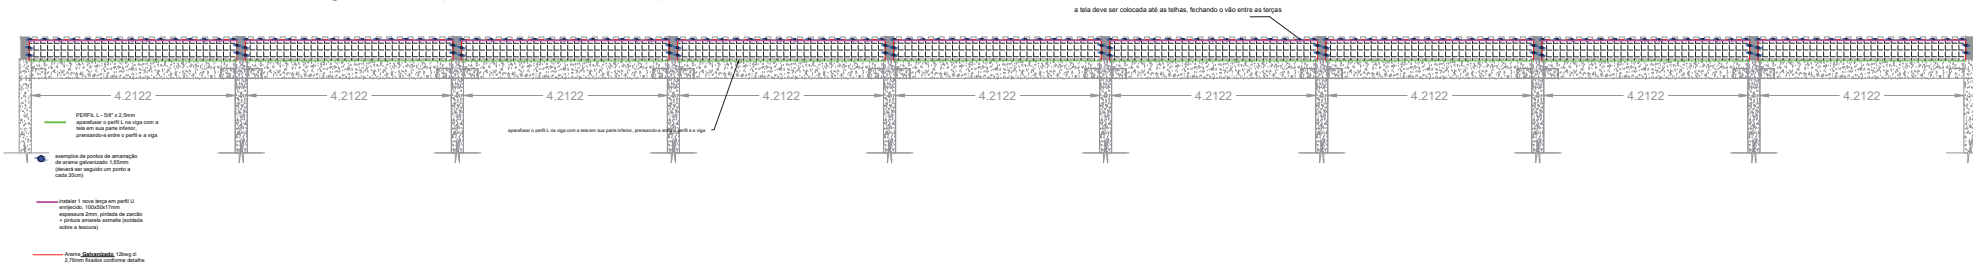 a tela deve ser colocada até as telhas, fechando o vão entre as terças
4.2122
4.2122
4.2122
4.2122
4.2122
4.2122
4.2122
4.2122
4.2122
PERFIL L - 5/8" x 2,5mm
aparafusar o perfil L na viga com a
tela em sua parte inferior,
prensando-a entre o perfil e a viga
aparafusar o perfil L na viga com a tela em sua parte inferior, prensando-a entre o perfil e a viga
exemplos de pontos de amarração
de arame galvanizado 1,65mm
(deverá ser seguido um ponto a
cada 20cm)
instalar 1 nova terça em perfil U
enrijecido, 100x50x17mm
espessura 2mm, pintada de zarcão
+ pintura amarela esmalte (soldada
sobre a tesoura)
Arame Galvanizado 12bwg d:
2,76mm fixados conforme detalhe